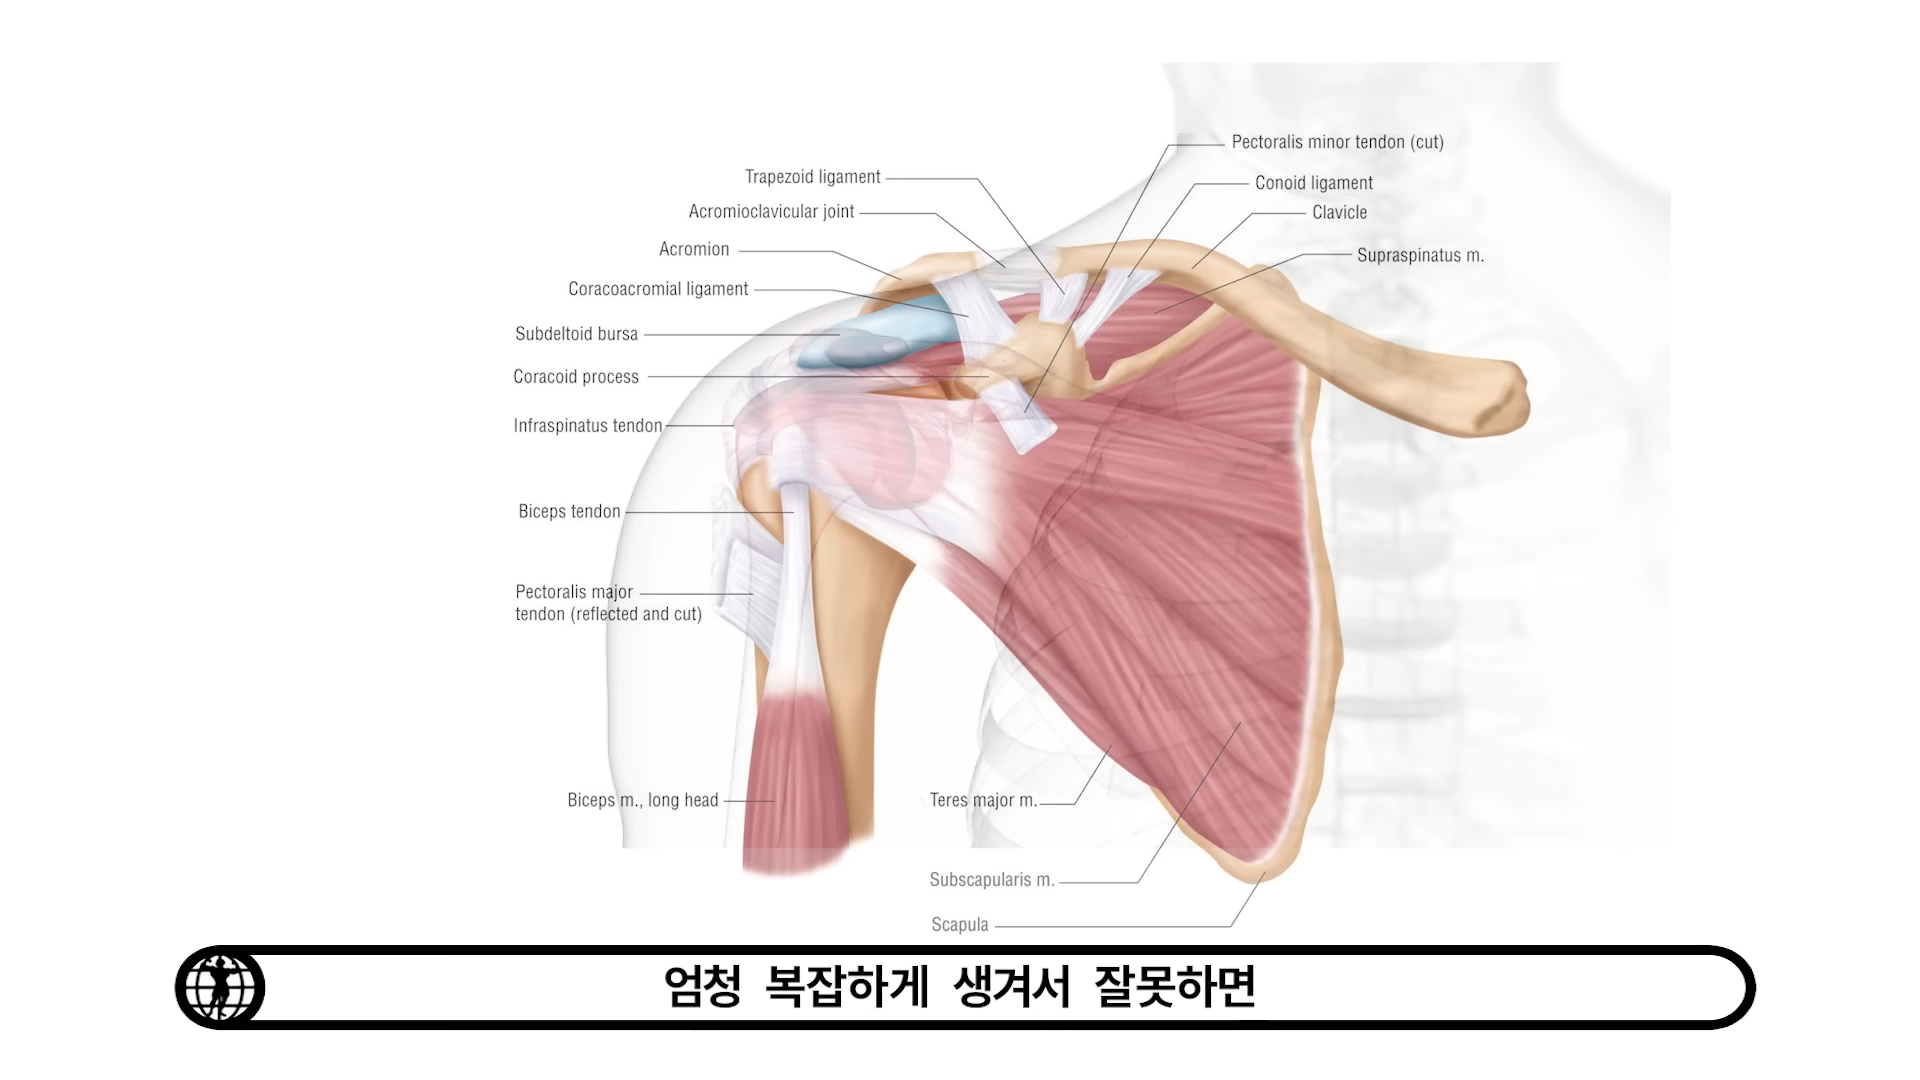 Pectoralis minor tendon (cut)
Trapezoid ligament
Conoid ligament
Acromioclavicular joint
Clavicle
Acromion
Supraspinatus m.
Coracoacromial ligament
Subdeltoid bursa
Coracoid process
Infraspinatus tendon
Biceps tendon
Pectoralis major
tendon (reflected and cut)
Biceps m., long head
Teres major m.
Subscapularis m.
Scapula
엄청 복잡하게 생겨서 잘못하면